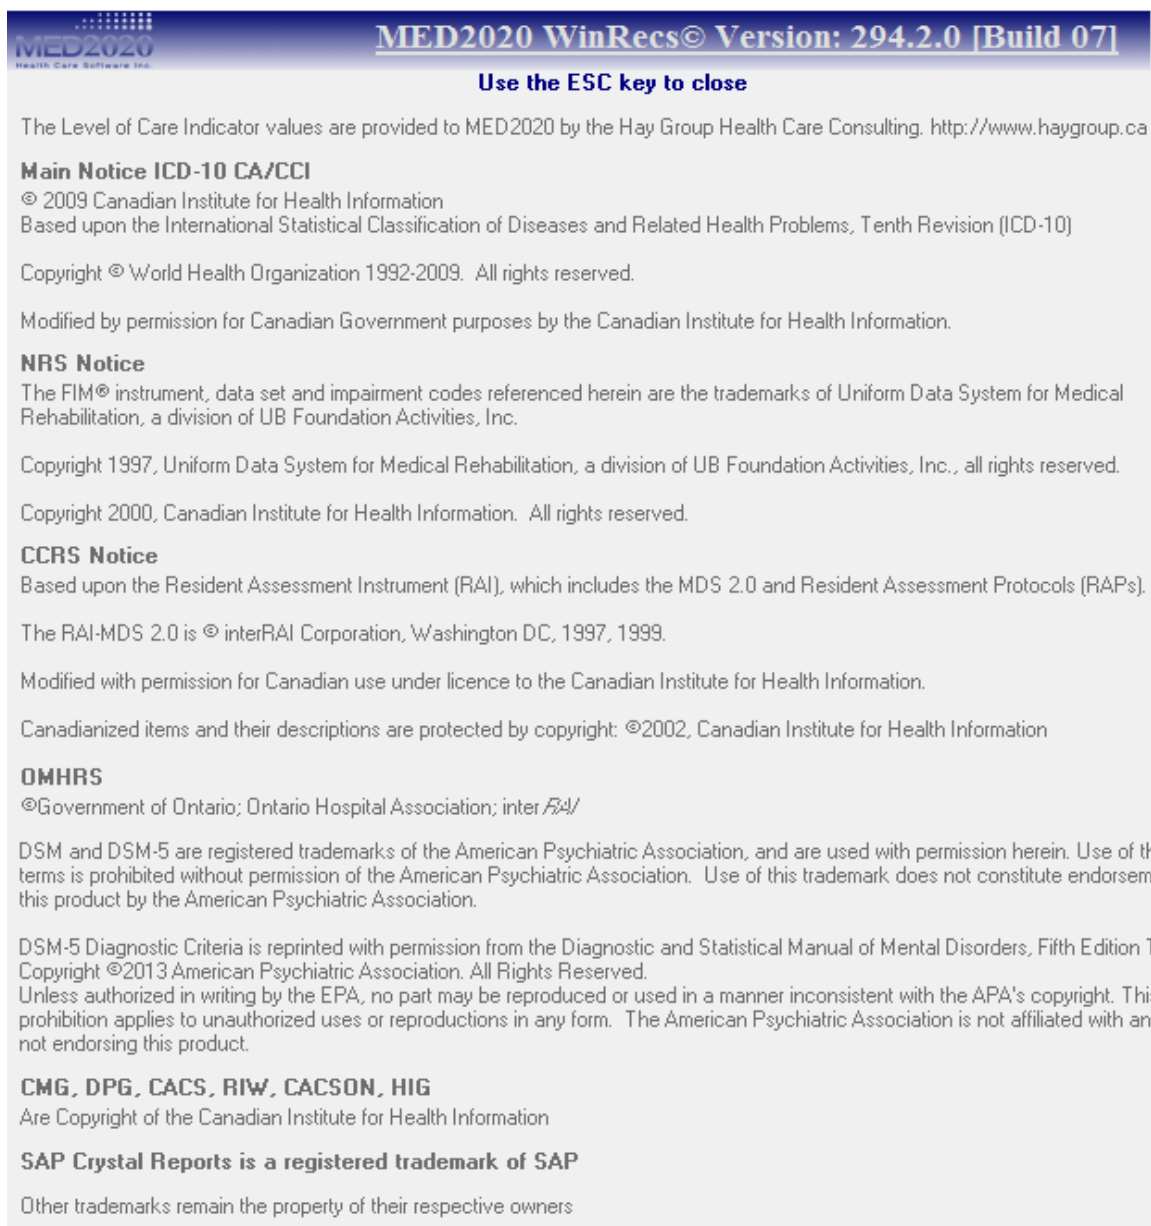 MED2020
Health Care Software Inc.
MED2020 WinRecs© Version: 294.2.0 [Build 07]
Use the ESC key to close
The Level of Care Indicator values are provided to MED2020 by the Hay Group Health Care Consulting. http://www.haygroup.ca
Main Notice ICD-10 CA/CCI
© 2009 Canadian Institute for Health Information
Based upon the International Statistical Classification of Diseases and Related Health Problems, Tenth Revision (ICD-10)
Copyright © World Health Organization 1992-2009.  All rights reserved.
Modified by permission for Canadian Government purposes by the Canadian Institute for Health Information.
NRS Notice
The FIM® instrument, data set and impairment codes referenced herein are the trademarks of Uniform Data System for Medical
Rehabilitation, a division of UB Foundation Activities, Inc.
Copyright 1997, Uniform Data System for Medical Rehabilitation, a division of UB Foundation Activities, Inc., all rights reserved.
Copyright 2000, Canadian Institute for Health Information.  All rights reserved.
CCRS Notice
Based upon the Resident Assessment Instrument (RAI), which includes the MDS 2.0 and Resident Assessment Protocols (RAPs).
The RAI-MDS 2.0 is © interRAI Corporation, Washington DC, 1997, 1999.
Modified with permission for Canadian use under licence to the Canadian Institute for Health Information.
Canadianized items and their descriptions are protected by copyright: ©2002, Canadian Institute for Health Information
OMHRS
©Government of Ontario; Ontario Hospital Association; inter RAI
DSM and DSM-5 are registered trademarks of the American Psychiatric Association, and are used with permission herein. Use of th
terms is prohibited without permission of the American Psychiatric Association.  Use of this trademark does not constitute endorsem
this product by the American Psychiatric Association.
DSM-5 Diagnostic Criteria is reprinted with permission from the Diagnostic and Statistical Manual of Mental Disorders, Fifth Edition T
Copyright ©2013 American Psychiatric Association. All Rights Reserved.
Unless authorized in writing by the EPA, no part may be reproduced or used in a manner inconsistent with the APA's copyright. This
prohibition applies to unauthorized uses or reproductions in any form.  The American Psychiatric Association is not affiliated with an
not endorsing this product.
CMG, DPG, CACS, RIW, CACSON, HIG
Are Copyright of the Canadian Institute for Health Information
SAP Crystal Reports is a registered trademark of SAP
Other trademarks remain the property of their respective owners